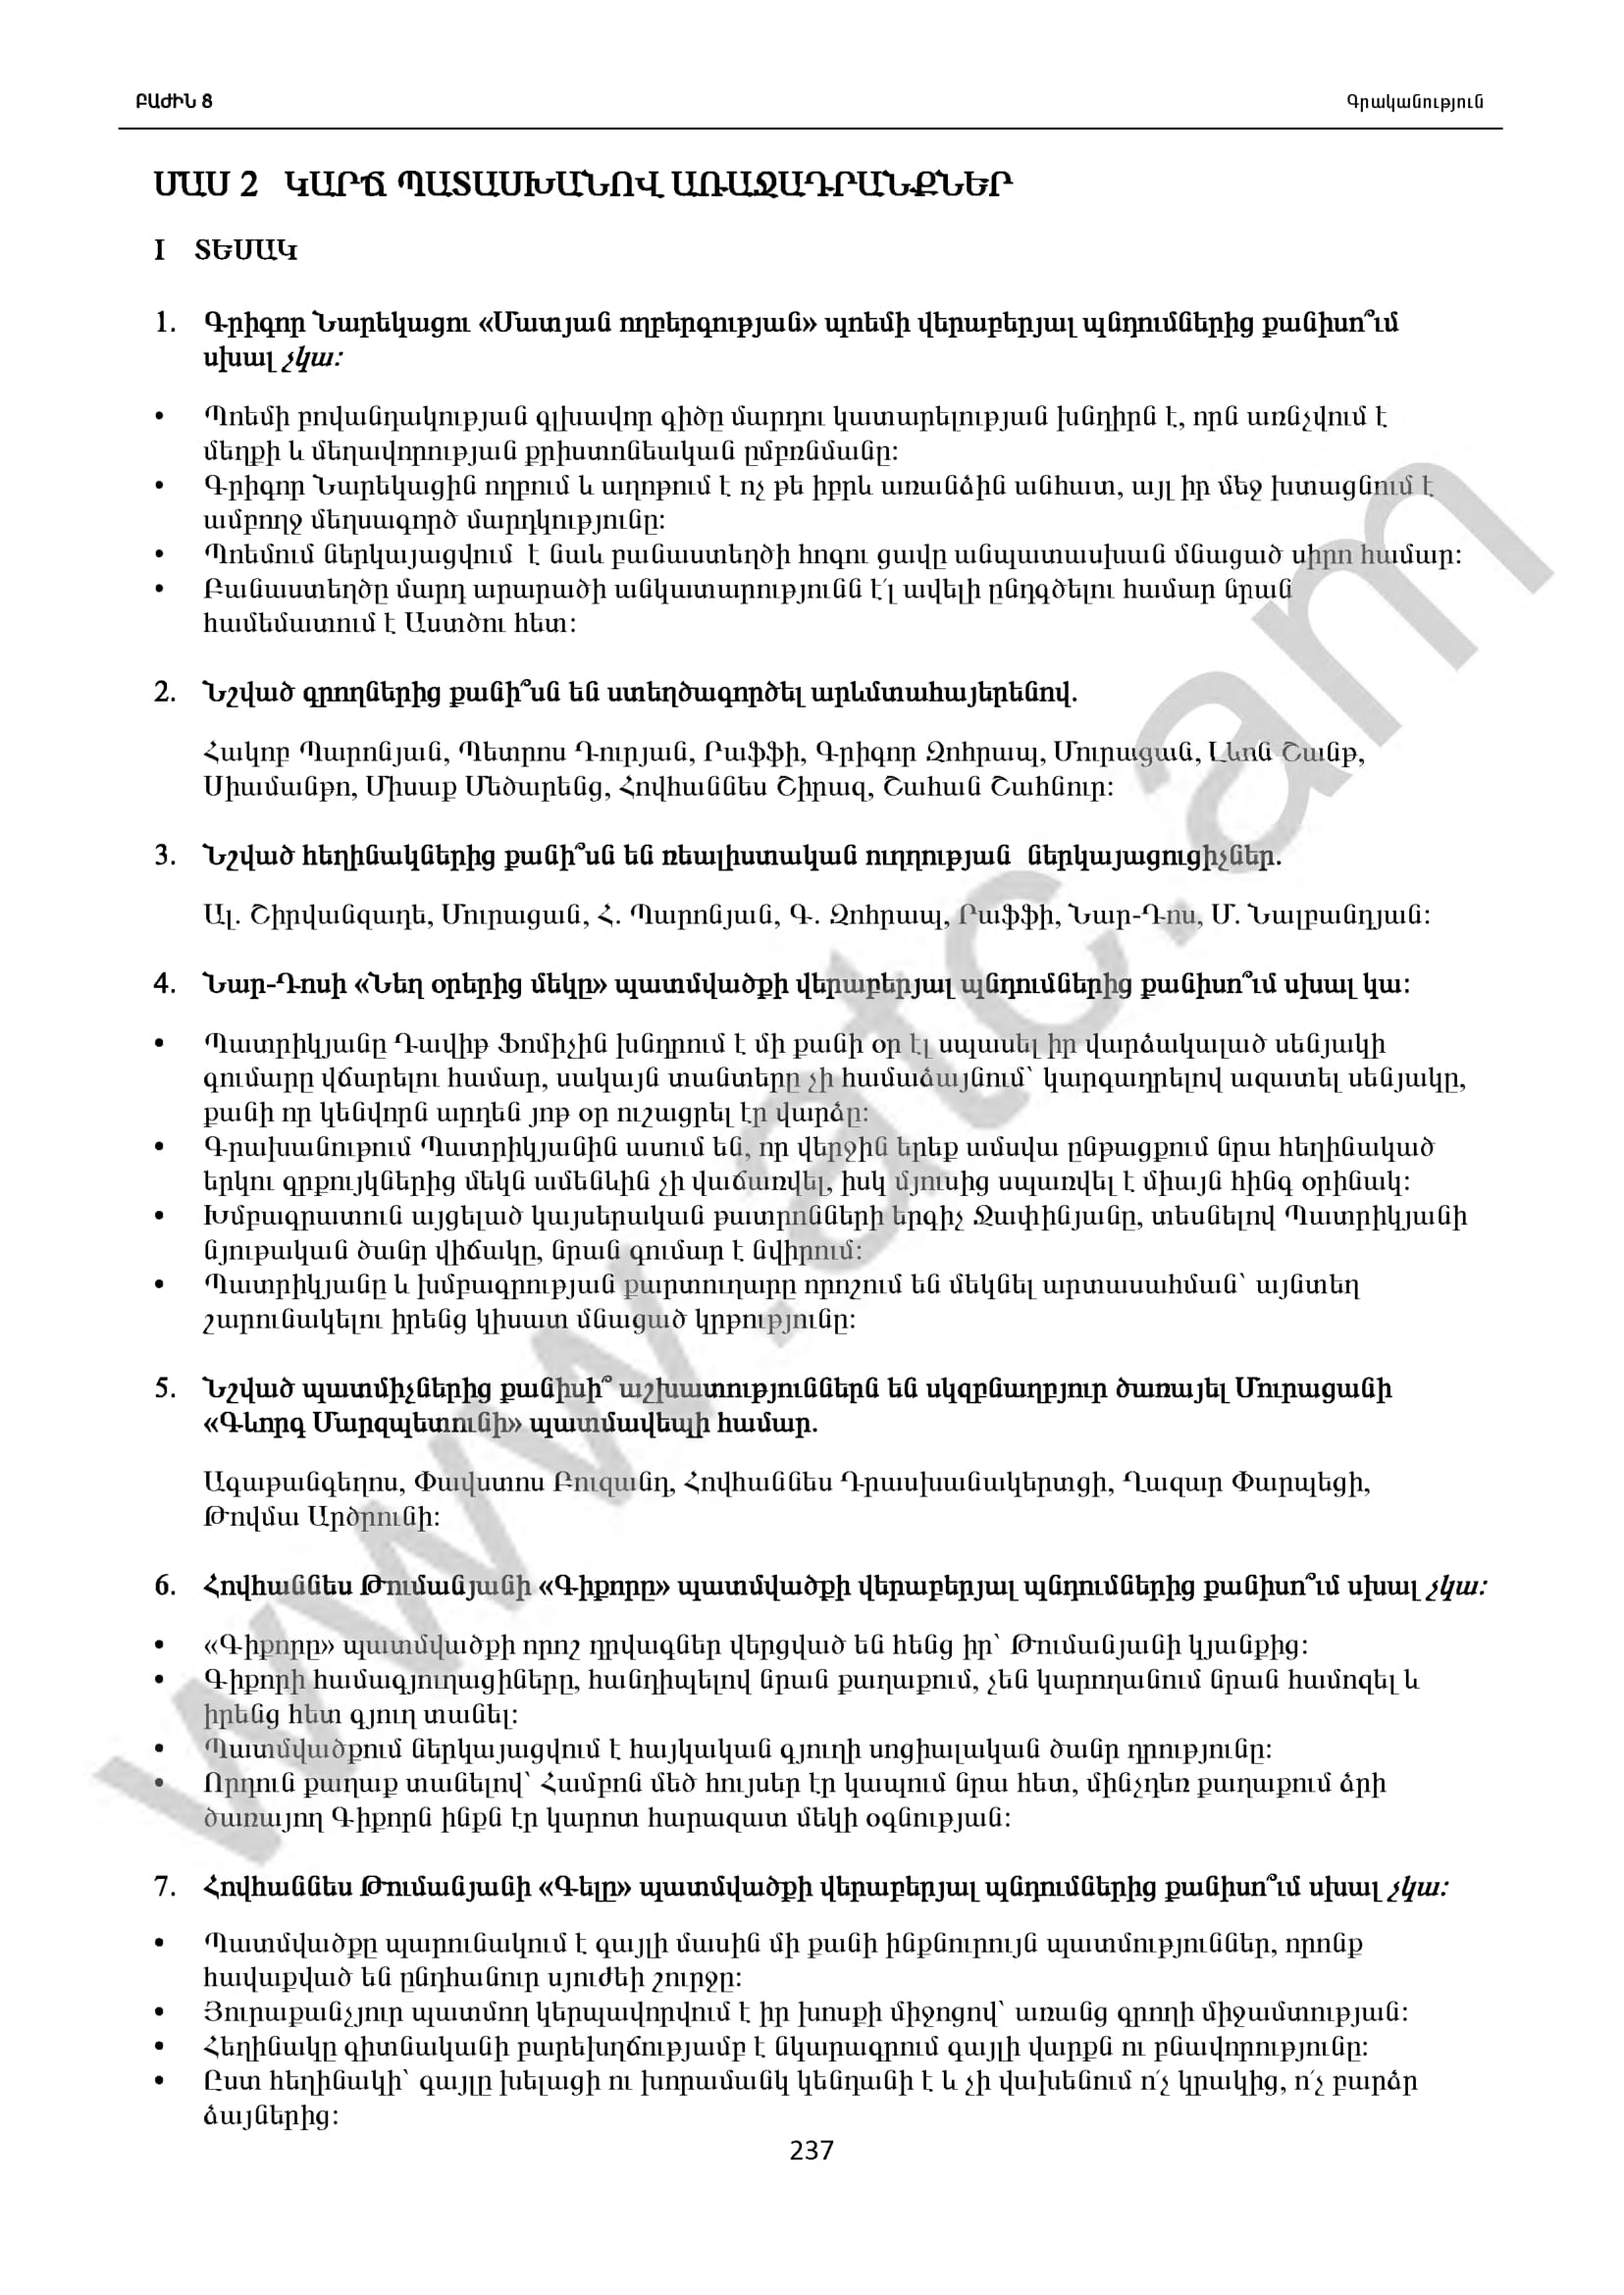 ԲԱԺԻՆ 8
Գրականություն
ՄԱՍ 2 ԿԱՐՃ ՊԱՏԱՍԽԱՆՈՎ ԱՌԱՋԱԴՐԱՆՔՆԵՐ
I ՏԵՍԱԿ
1. Գրիգոր Նարեկացու «Մատյան ողբերգության» պոեմի վերաբերյալ պնդումներից քանիսո՞ւմ
սխալ չկա:
• Պոեմի բովանդակության գլխավոր գիծը մարդու կատարելության խնդիրն է, որն առնչվում է
մեղքի և մեղավորության քրիստոնեական ըմբռնմանը:
• Գրիգոր Նարեկացին ողբում և աղոթում է ոչ թե իբրև առանձին անհատ, այլ իր մեջ խտացնում է
ամբողջ մեղսագործ մարդկությունը:
• Պոեմում ներկայացվում է նաև բանաստեղծի հոգու ցավը անպատասխան մնացած սիրո համար:
• Բանաստեղծը մարդ արարածի անկատարությունն է՛լ ավելի ընդգծելու համար նրան
համեմատում է Աստծու հետ:
2. Նշված գրողներից քանի՞սն են ստեղծագործել արևմտահայերենով.
Հակոբ Պարոնյան, Պետրոս Դուրյան, Րաֆֆի, Գրիգոր Զոհրապ, Մուրացան, Լևոն Շանթ,
Սիամանթո, Միսաք Մեծարենց, Հովհաննես Շիրազ, Շահան Շահնուր:
3. Նշված հեղինակներից քանի՞սն են ռեալիստական ուղղության ներկայացուցիչներ.
Ալ. Շիրվանզադե, Մուրացան, Հ. Պարոնյան, Գ. Զոհրապ, Րաֆֆի, Նար-Դոս, Մ. Նալբանդյան:
4. Նար-Դոսի «Նեղ օրերից մեկը» պատմվածքի վերաբերյալ պնդումներից քանիսո՞ւմ սխալ կա:
• Պատրիկյանը Դավիթ Ֆոմիչին խնդրում է մի քանի օր էլ սպասել իր վարձակալած սենյակի
գումարը վճարելու համար, սակայն տանտերը չի համաձայնում՝ կարգադրելով ազատել սենյակը,
քանի որ կենվորն արդեն յոթ օր ուշացրել էր վարձը:
• Գրախանութում Պատրիկյանին ասում են, որ վերջին երեք ամսվա ընթացքում նրա հեղինակած
երկու գրքույկներից մեկն ամենևին չի վաճառվել, իսկ մյուսից սպառվել է միայն հինգ օրինակ:
• Խմբագրատուն այցելած կայսերական թատրոնների երգիչ Ջափինյանը, տեսնելով Պատրիկյանի
նյութական ծանր վիճակը, նրան գումար է նվիրում:
• Պատրիկյանը և խմբագրության քարտուղարը որոշում են մեկնել արտասահման՝ այնտեղ
շարունակելու իրենց կիսատ մնացած կրթությունը:
5. Նշված պատմիչներից քանիսի՞ աշխատություններն են սկզբնաղբյուր ծառայել Մուրացանի
«Գևորգ Մարզպետունի» պատմավեպի համար.
Ագաթանգեղոս, Փավստոս Բուզանդ, Հովհաննես Դրասխանակերտցի, Ղազար Փարպեցի,
Թովմա Արծրունի:
6. Հովհաննես Թումանյանի «Գիքորը» պատմվածքի վերաբերյալ պնդումներից քանիսո՞ւմ սխալ չկա:
• «Գիքորը» պատմվածքի որոշ դրվագներ վերցված են հենց իր՝ Թումանյանի կյանքից:
• Գիքորի համագյուղացիները, հանդիպելով նրան քաղաքում, չեն կարողանում նրան համոզել և
իրենց հետ գյուղ տանել:
• Պատմվածքում ներկայացվում է հայկական գյուղի սոցիալական ծանր դրությունը:
• Որդուն քաղաք տանելով՝ Համբոն մեծ հույսեր էր կապում նրա հետ, մինչդեռ քաղաքում ձրի
ծառայող Գիքորն ինքն էր կարոտ հարազատ մեկի օգնության:
7. Հովհաննես Թումանյանի «Գելը» պատմվածքի վերաբերյալ պնդումներից քանիսո՞ւմ սխալ չկա:
• Պատմվածքը պարունակում է գայլի մասին մի քանի ինքնուրույն պատմություններ, որոնք
հավաքված են ընդհանուր սյուժեի շուրջը:
• Յուրաքանչյուր պատմող կերպավորվում է իր խոսքի միջոցով՝ առանց գրողի միջամտության:
• Հեղինակը գիտնականի բարեխղճությամբ է նկարագրում գայլի վարքն ու բնավորությունը:
• Ըստ հեղինակի՝ գայլը խելացի ու խորամանկ կենդանի է և չի վախենում ո՛չ կրակից, ո՛չ բարձր
ձայներից:
237
www.atc.am